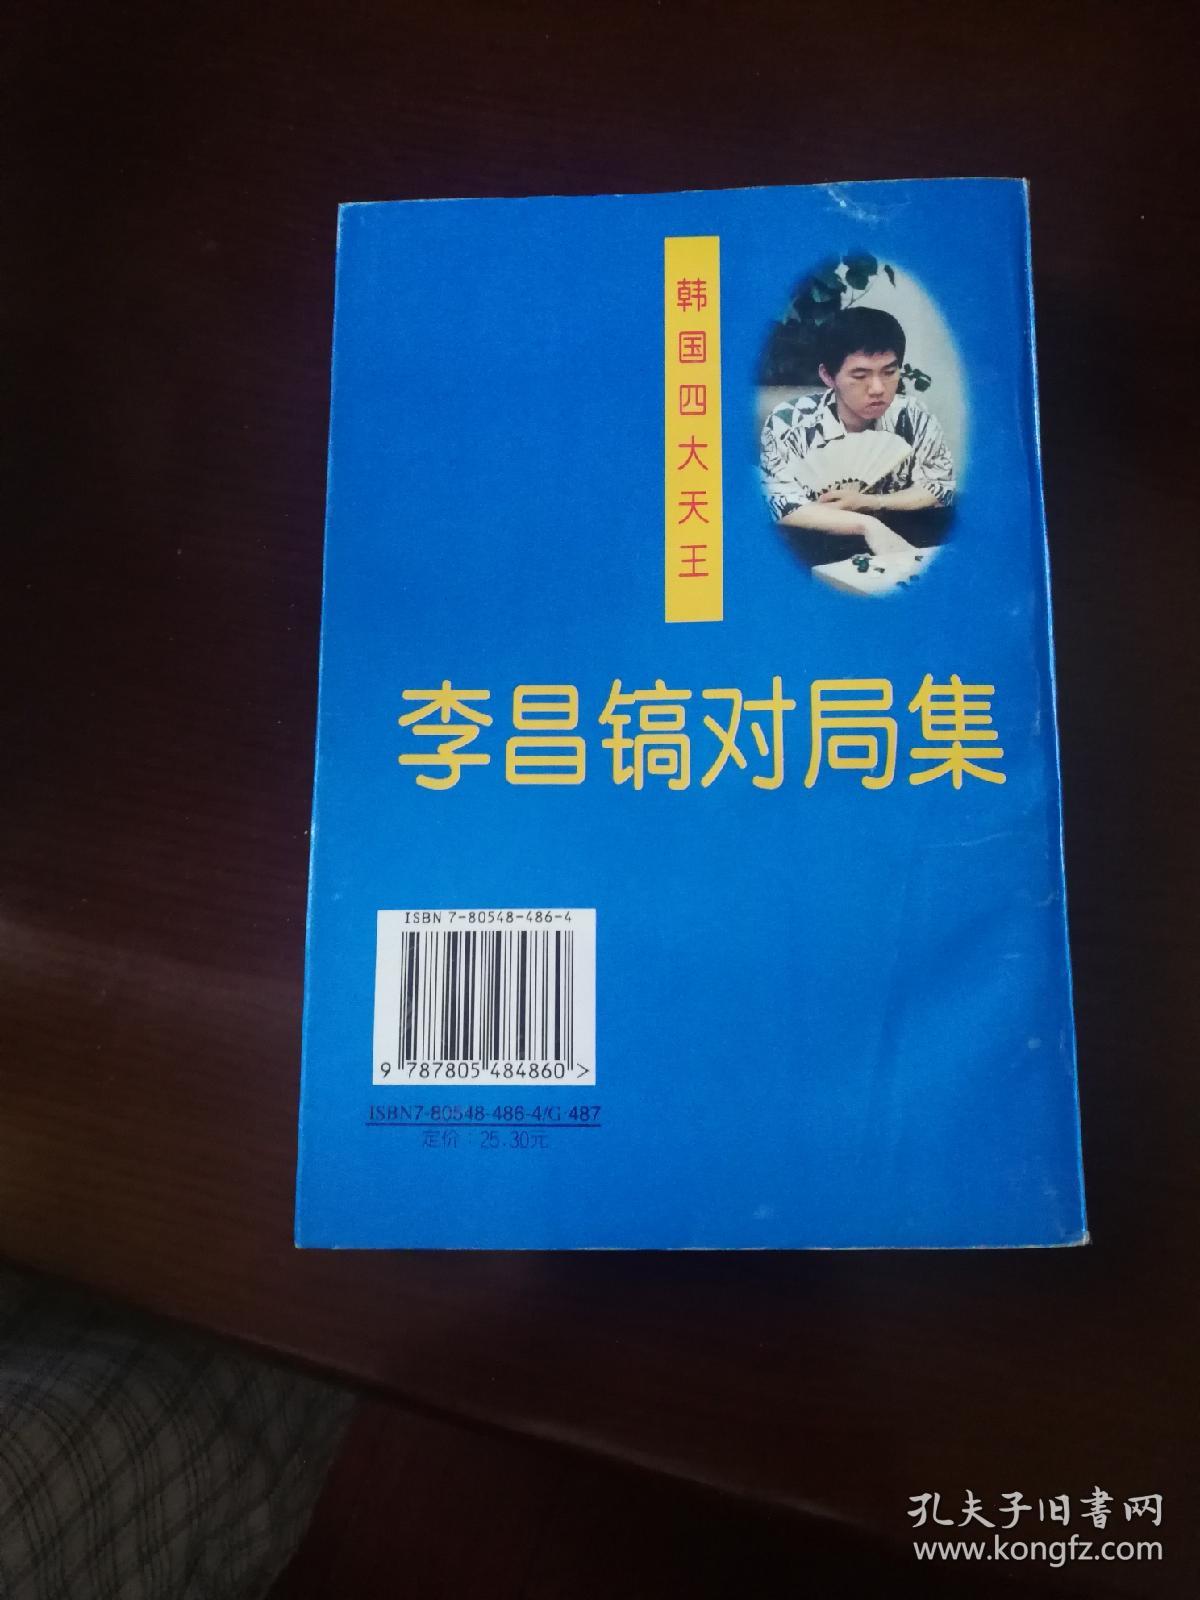 韩国四大天王
李昌镐对局集
ISBN 7-80548-486-4
9 787805 484860 >
ISBN7-80548-486-4/G·487
定价：25.30元
孔夫子旧书网
www.kongfz.com